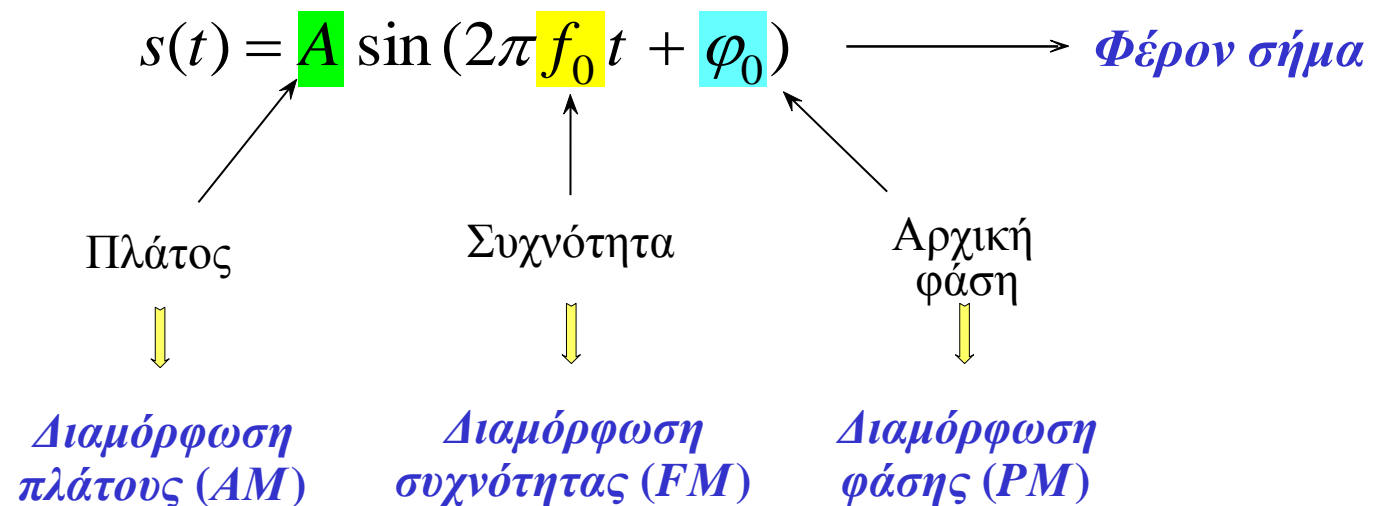 s(t) = A sin (2π f₀ t + φ₀) Φέρον σήμα
Πλάτος
Συχνότητα
Αρχική
φάση
Διαμόρφωση
πλάτους (AM)
Διαμόρφωση
συχνότητας (FM)
Διαμόρφωση
φάσης (PM)